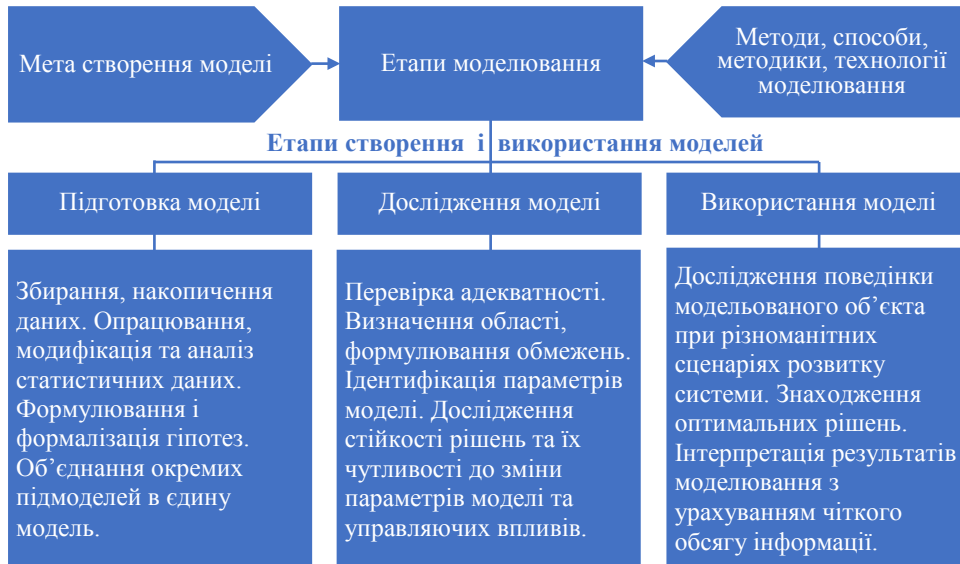 Мета створення моделі
Етапи моделювання
Методи, способи,
методики, технології
моделювання
Етапи створення і використання моделей
Підготовка моделі
Дослідження моделі
Використання моделі
Збирання, накопичення
даних. Опрацювання,
модифікація та аналіз
статистичних даних.
Формулювання і
формалізація гіпотез.
Об’єднання окремих
підмоделей в єдину
модель.
Перевірка адекватності.
Визначення області,
формулювання обмежень.
Ідентифікація параметрів
моделі. Дослідження
стійкості рішень та їх
чутливості до зміни
параметрів моделі та
управляючих впливів.
Дослідження поведінки
модельованого об’єкта
при різноманітних
сценаріях розвитку
системи. Знаходження
оптимальних рішень.
Інтерпретація результатів
моделювання з
урахуванням чіткого
обсягу інформації.